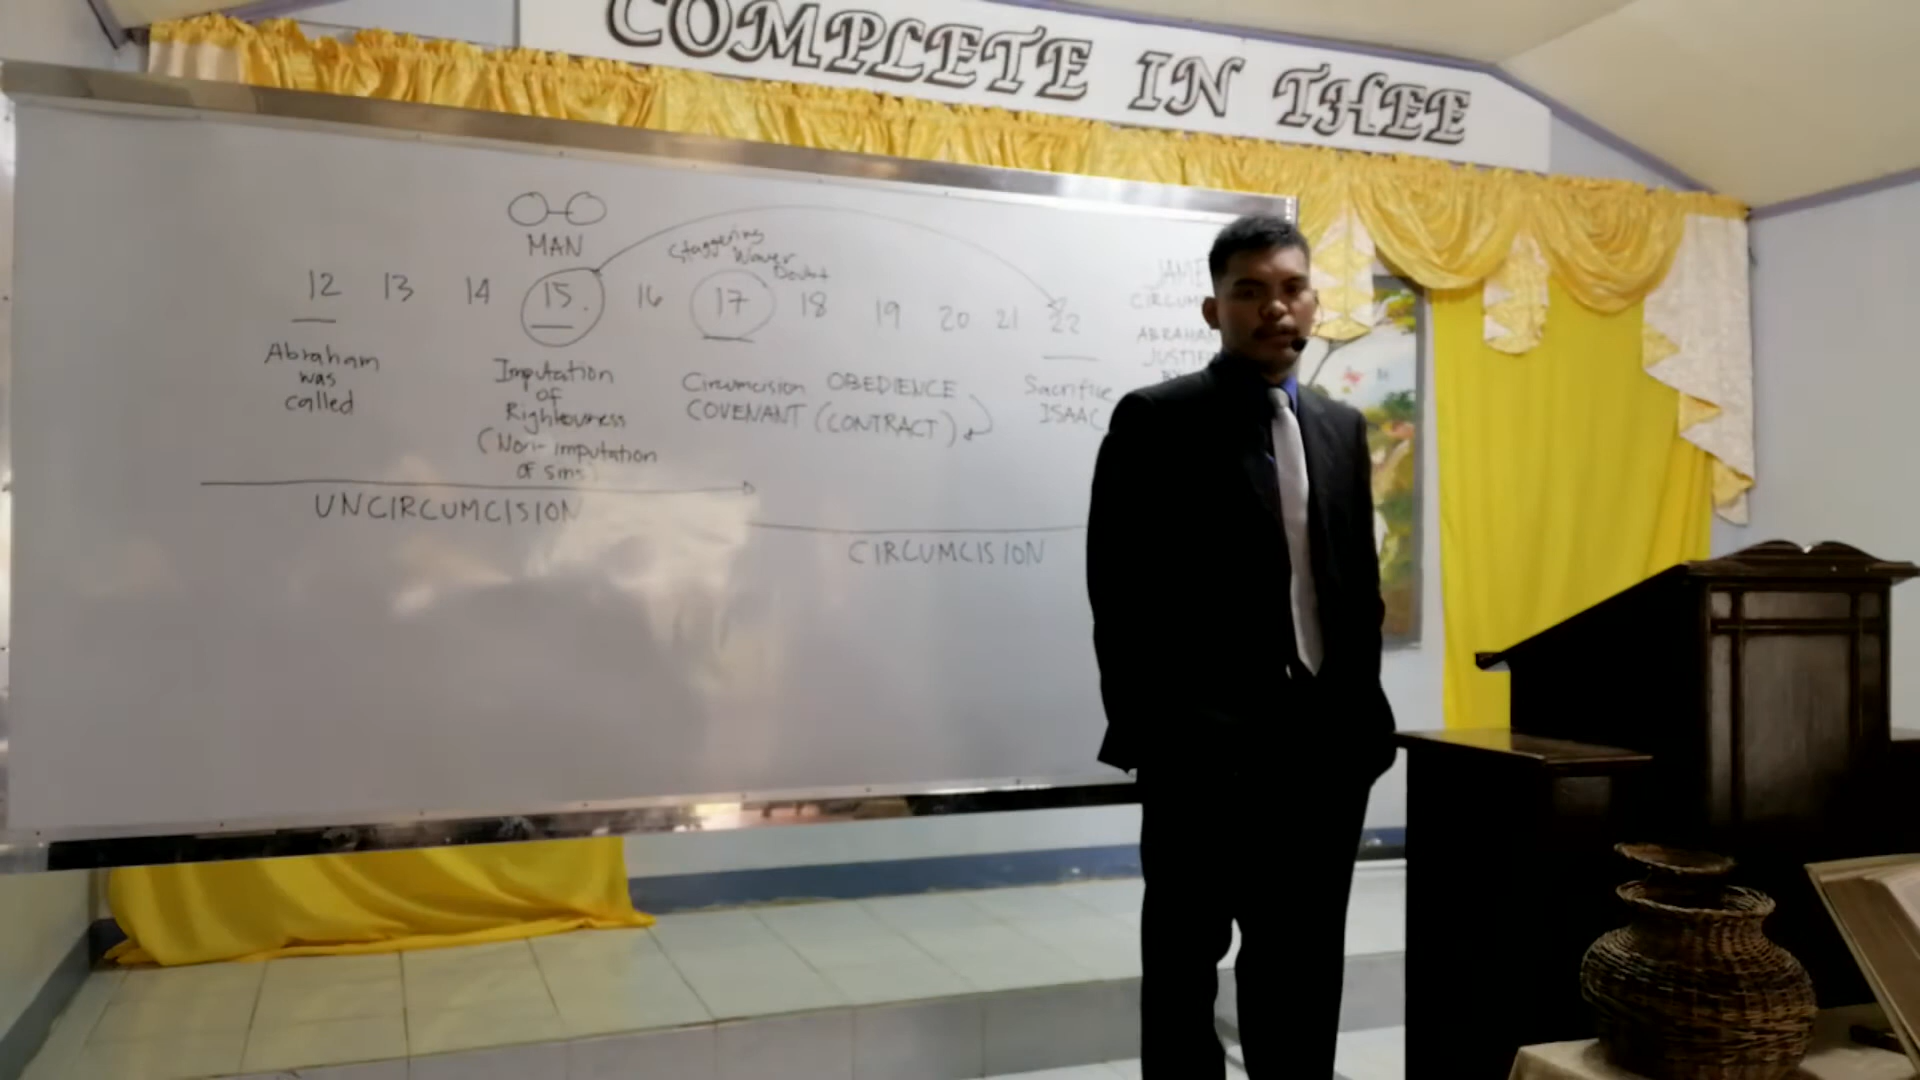 COMPLETE IN THEE
MAN
Staggering
Waver
Doubt
12 13 14 15 16 17 18 19 20 21 22
Abraham
was
called
Imputation
of
Righteousness
(Non-imputation
of sins)
Circumcision OBEDIENCE
COVENANT (CONTRACT)
Sacrifice
ISAAC
UNCIRCUMCISION
CIRCUMCISION